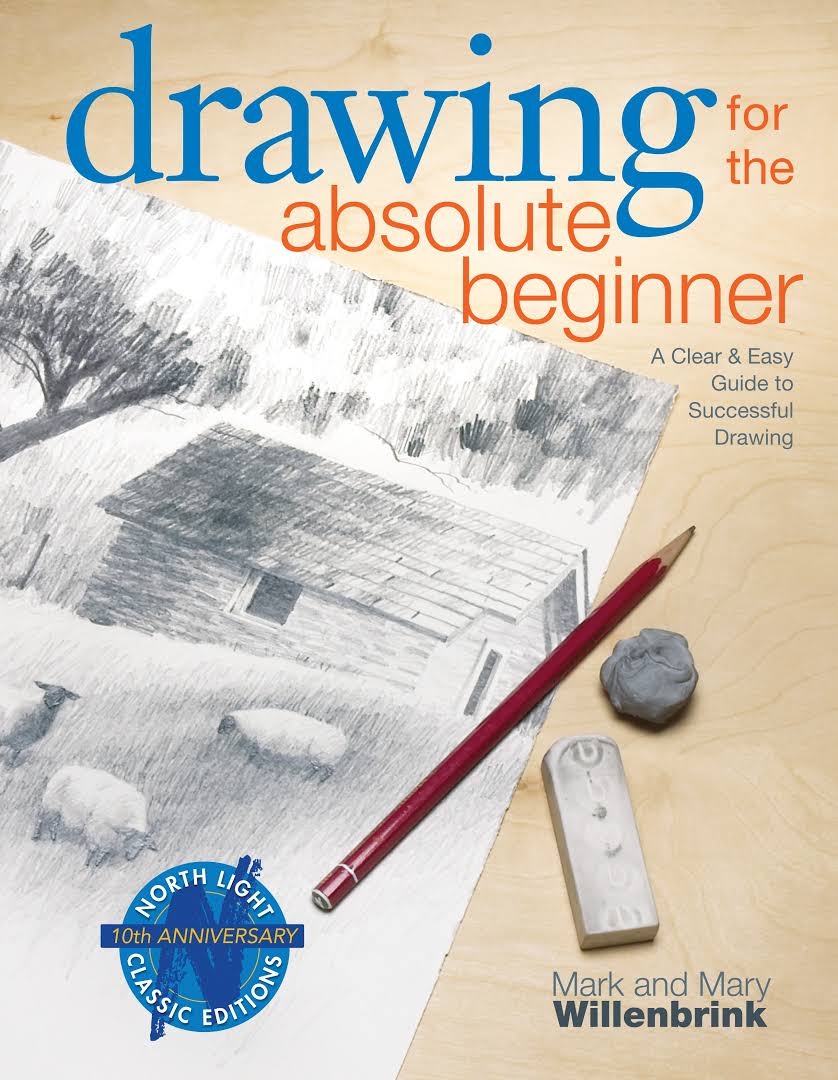 drawing
for
the
absolute
beginner
A Clear & Easy
Guide to
Successful
Drawing
NORTH LIGHT
10th ANNIVERSARY
CLASSIC EDITIONS
Mark and Mary
Willenbrink